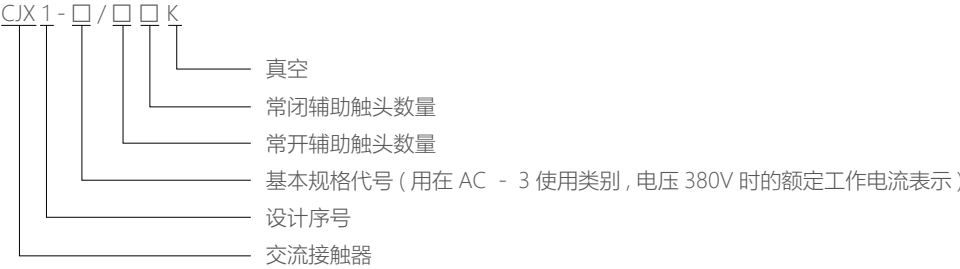 CJX 1 - □ / □ □ K
真空
常闭辅助触头数量
常开辅助触头数量
基本规格代号 ( 用在 AC - 3 使用类别 , 电压 380V 时的额定工作电流表示 )
设计序号
交流接触器